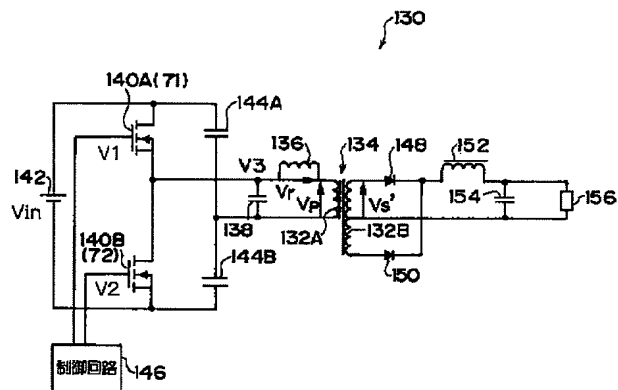 130
140A(71)
144A
136
134
148
152
V1
V3
142
Vin
Vr
Vp
Vs'
154
156
138
132A
132B
140B
(72)
144B
150
V2
制御回路
146